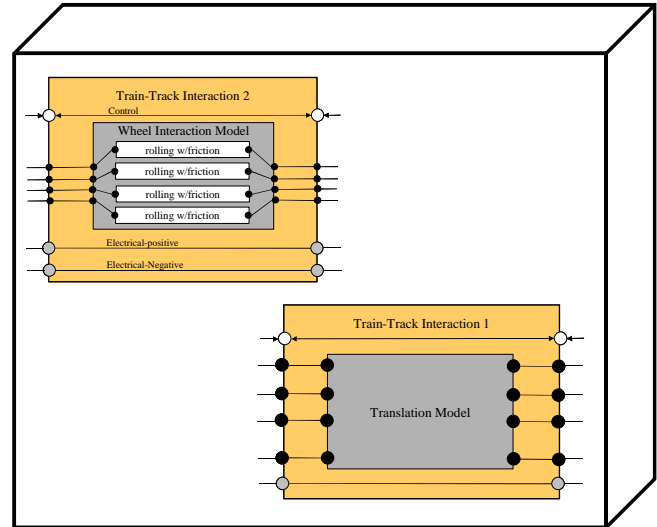 Train-Track Interaction 2
Control
Wheel Interaction Model
rolling w/friction
rolling w/friction
rolling w/friction
rolling w/friction
Electrical-positive
Electrical-Negative
Train-Track Interaction 1
Translation Model